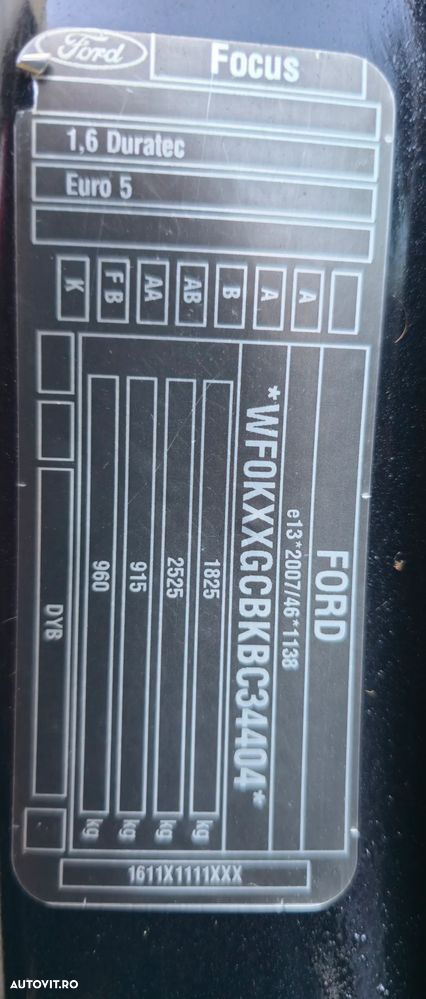 Ford
Focus
1,6 Duratec
Euro 5
K
F B
AA
AB
B
A
A
FORD
e13*2007/46*1138
*WF0KXXGCBKBC34404*
1825 kg
2525 kg
915 kg
960 kg
DYB
1611X1111XXX
AUTOVIT.RO